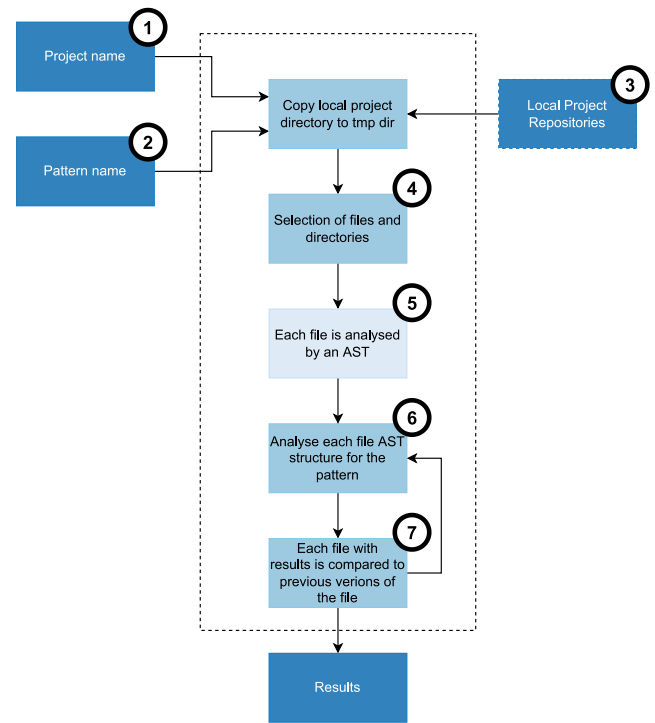 1
Project name
2
Pattern name
3
Local Project
Repositories
Copy local project
directory to tmp dir
4
Selection of files and
directories
5
Each file is analysed
by an AST
6
Analyse each file AST
structure for the
pattern
7
Each file with
results is compared to
previous verions of
the file
Results